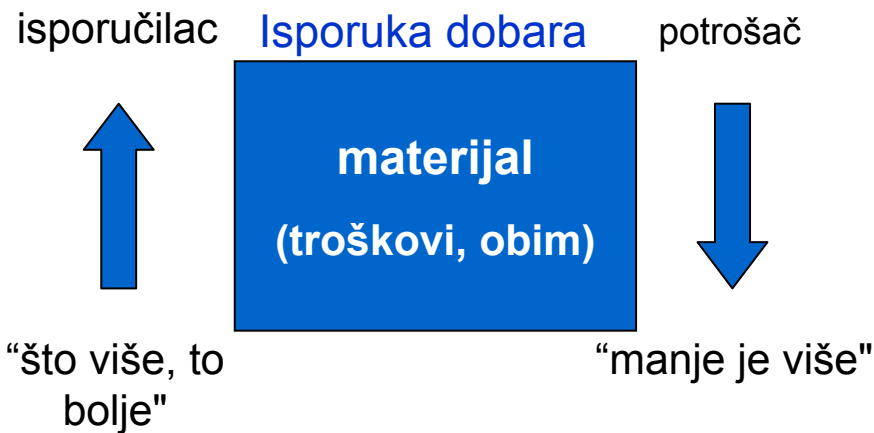 isporučilac
Isporuka dobara
potrošač
materijal
(troškovi, obim)
“što više, to
bolje"
“manje je više"